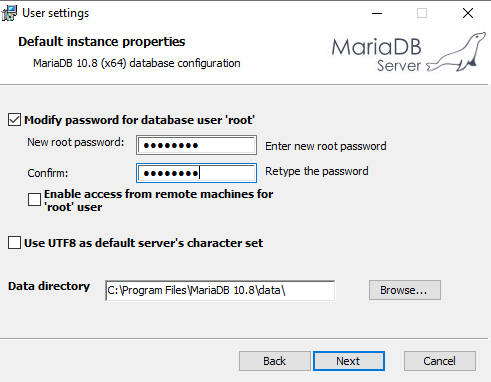 User settings
Default instance properties
MariaDB 10.8 (x64) database configuration
MariaDB
Server
Modify password for database user 'root'
New root password:
●●●●●●●●
Enter new root password
Confirm:
●●●●●●●●
Retype the password
Enable access from remote machines for
'root' user
Use UTF8 as default server's character set
Data directory
C:\Program Files\MariaDB 10.8\data\
Browse...
Back
Next
Cancel